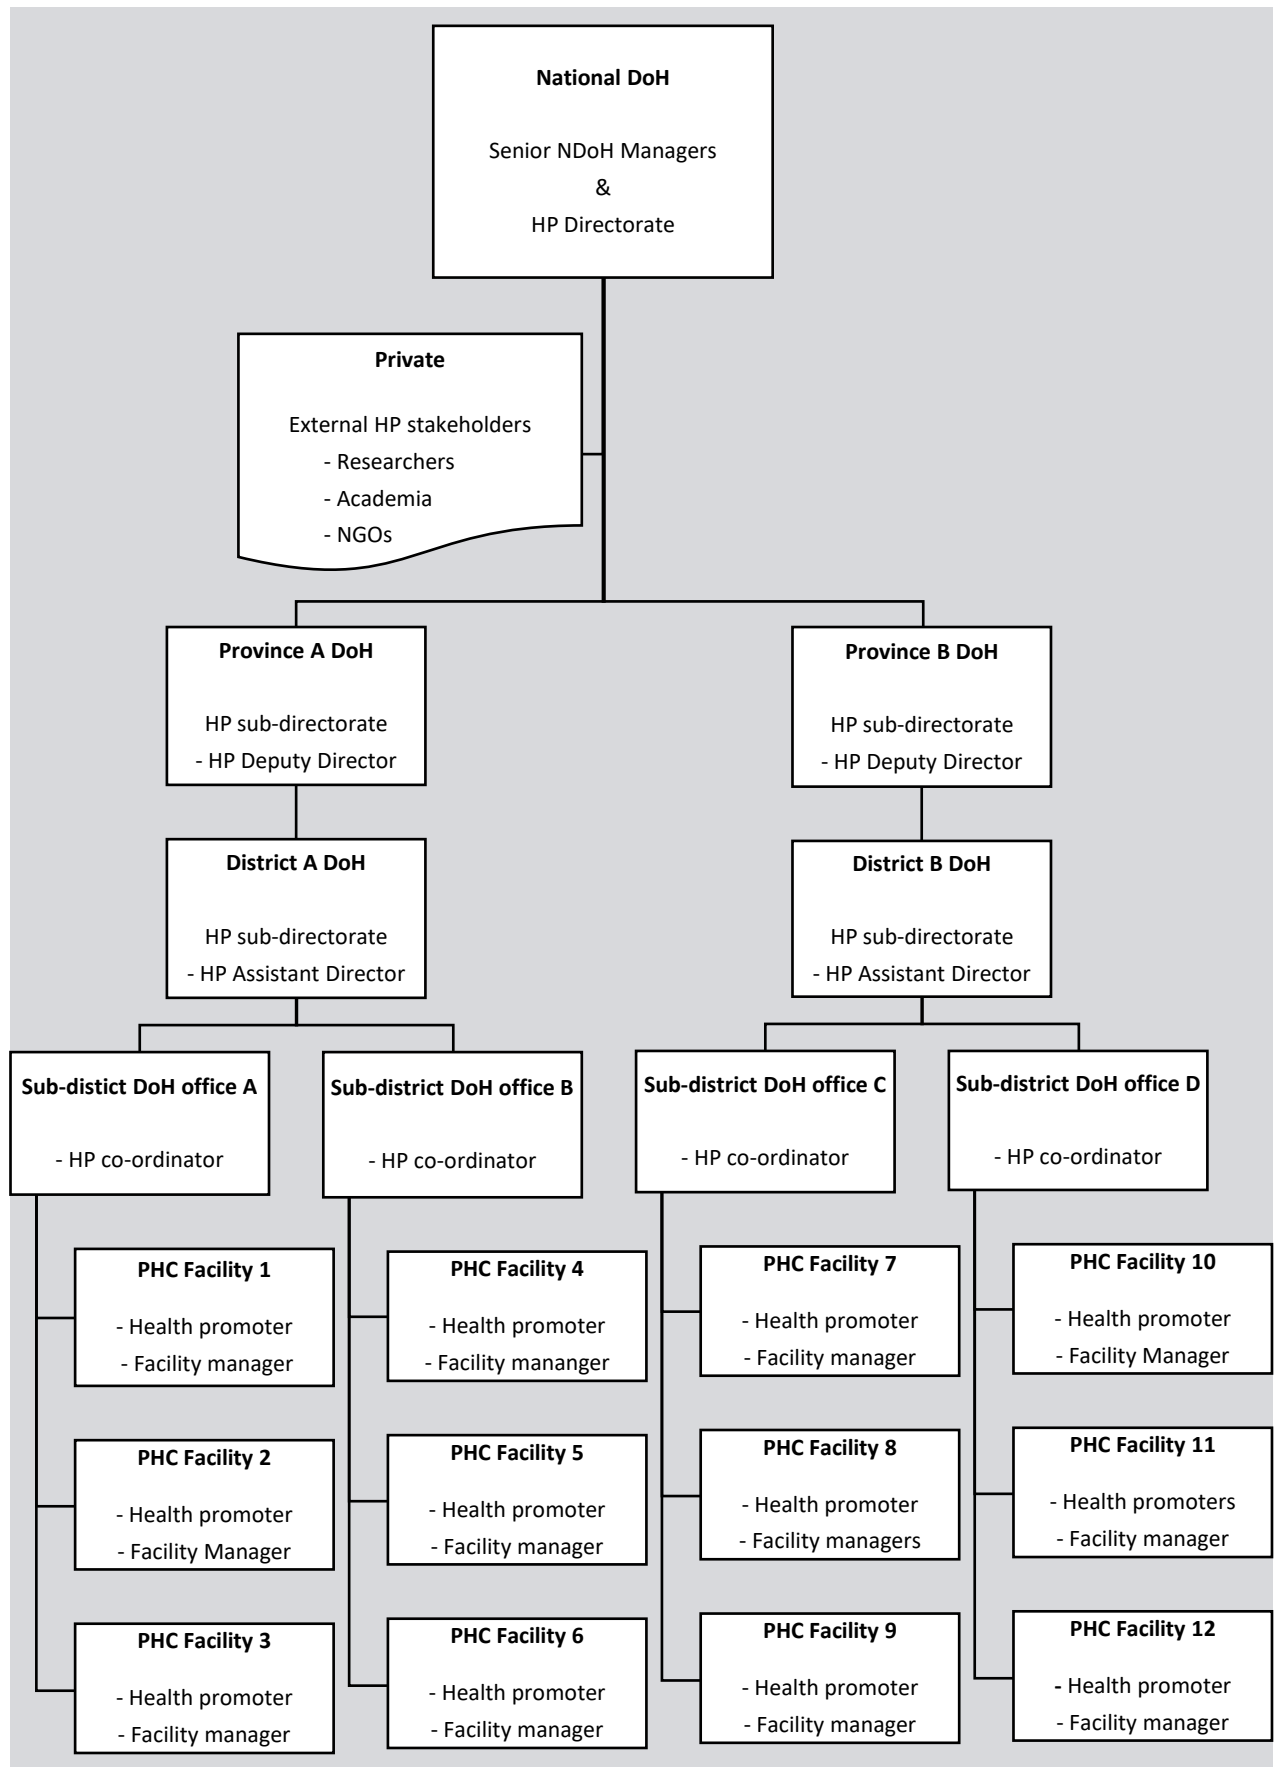 National DoH
Senior NDoH Managers
&
HP Directorate
Private
External HP stakeholders
- Researchers
- Academia
- NGOs
Province A DoH
HP sub-directorate
- HP Deputy Director
Province B DoH
HP sub-directorate
- HP Deputy Director
District A DoH
HP sub-directorate
- HP Assistant Director
District B DoH
HP sub-directorate
- HP Assistant Director
Sub-distict DoH office A
- HP co-ordinator
Sub-district DoH office B
- HP co-ordinator
Sub-district DoH office C
- HP co-ordinator
Sub-district DoH office D
- HP co-ordinator
PHC Facility 1
- Health promoter
- Facility manager
PHC Facility 2
- Health promoter
- Facility Manager
PHC Facility 3
- Health promoter
- Facility manager
PHC Facility 4
- Health promoter
- Facility mananger
PHC Facility 5
- Health promoter
- Facility manager
PHC Facility 6
- Health promoter
- Facility manager
PHC Facility 7
- Health promoter
- Facility manager
PHC Facility 8
- Health promoter
- Facility managers
PHC Facility 9
- Health promoter
- Facility manager
PHC Facility 10
- Health promoter
- Facility Manager
PHC Facility 11
- Health promoters
- Facility manager
PHC Facility 12
- Health promoter
- Facility manager